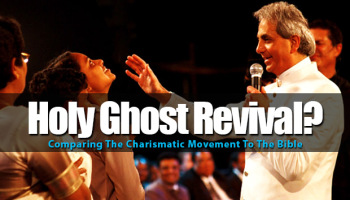 Holy Ghost Revival?
Comparing The Charismatic Movement To The Bible